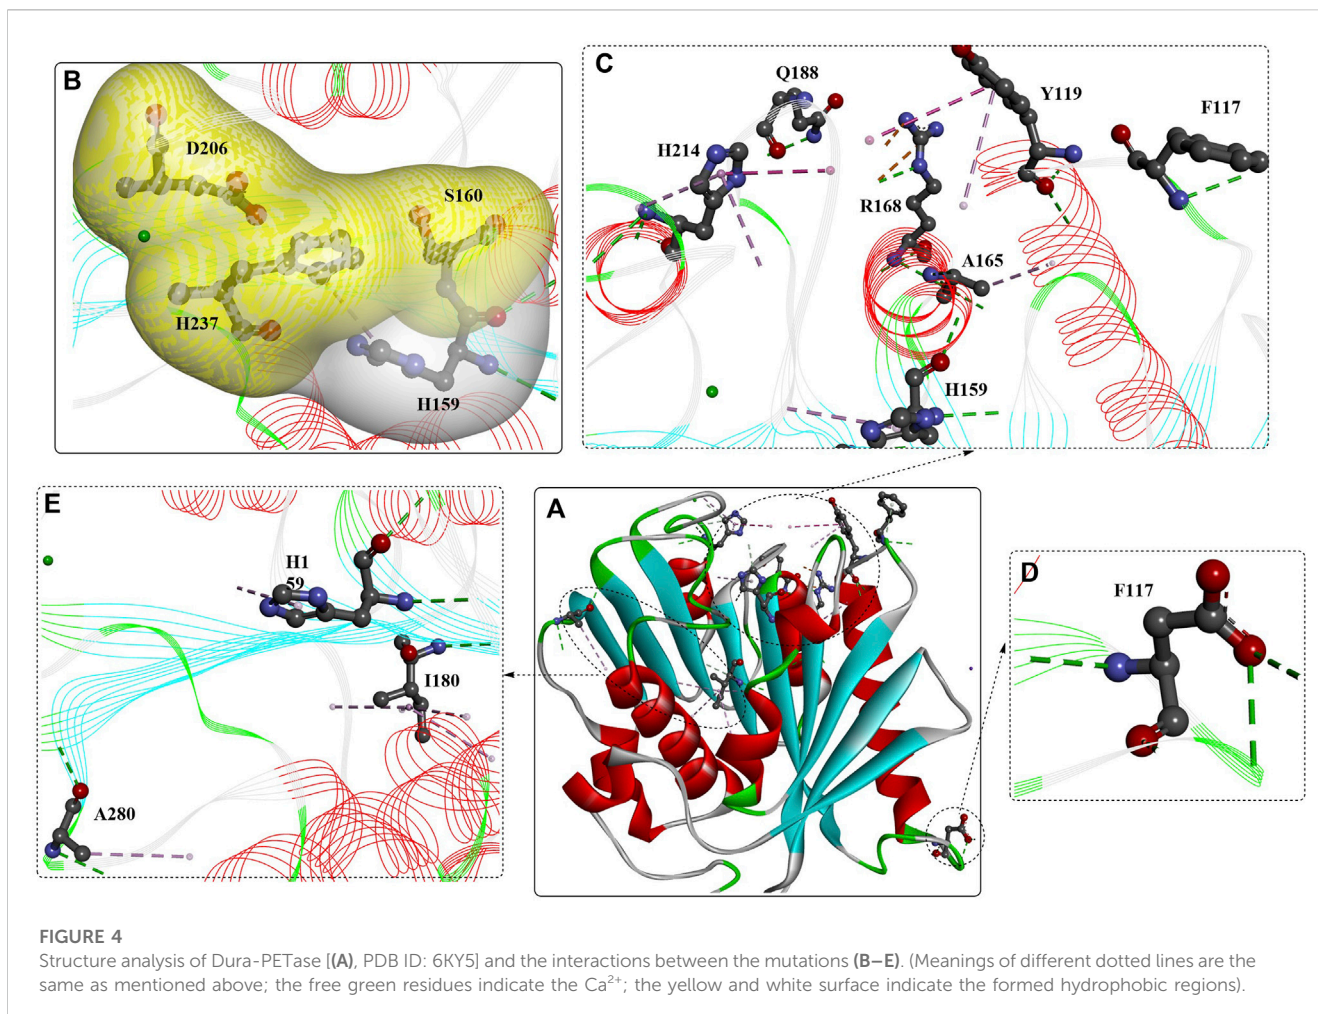 B
D206
S160
H237
H159
C
Q188
Y119
F117
H214
R168
A165
H159
E
H1
59
I180
A280
A
D
F117
FIGURE 4
Structure analysis of Dura-PETase [(A), PDB ID: 6KY5] and the interactions between the mutations (B–E). (Meanings of different dotted lines are the
same as mentioned above; the free green residues indicate the Ca²⁺; the yellow and white surface indicate the formed hydrophobic regions).